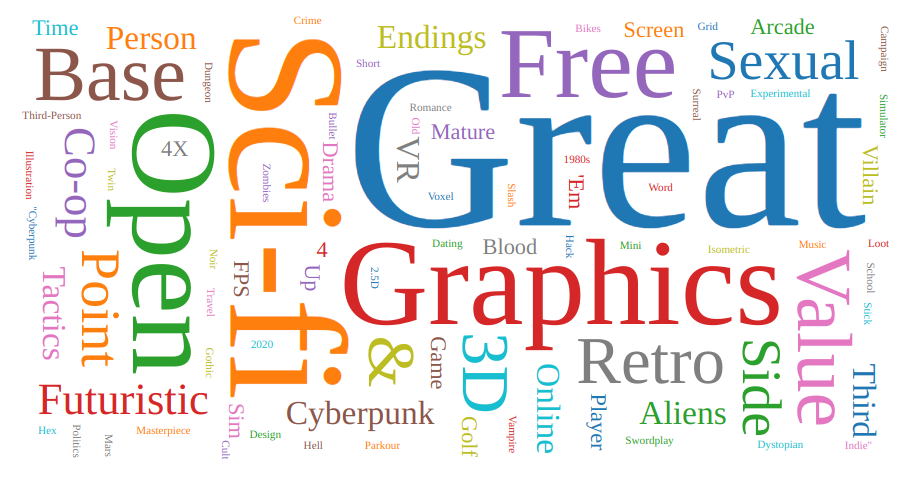 Time
Person
Crime
Endings
Free
Bikes
Screen
Grid
Arcade
Campaign
Base
Dungeon
Sci-fi
Short
Great
Sexual
Third-Person
Co-op
Vision
Open
4X
Bullet
Romance
Old
Mature
VR
Surreal
PvP
Experimental
Simulator
Illustration
"Cyberpunk
Twin
Zombies
Drama
Voxel
Slash
1980s
'Em
Word
Villain
Tactics
Point
Noir
Travel
Gothic
FPS
Up
4
2.5D
Dating
Blood
Hack
Mini
Isometric
Music
Loot
Graphics
Value
School
Stick
2020
&
Game
3D
Online
Retro
Side
Third
Futuristic
Sim
Cyberpunk
Golf
Vampire
Player
Aliens
Hex
Politics
Mars
Masterpiece
Cult
Design
Hell
Parkour
Swordplay
Dystopian
Indie"